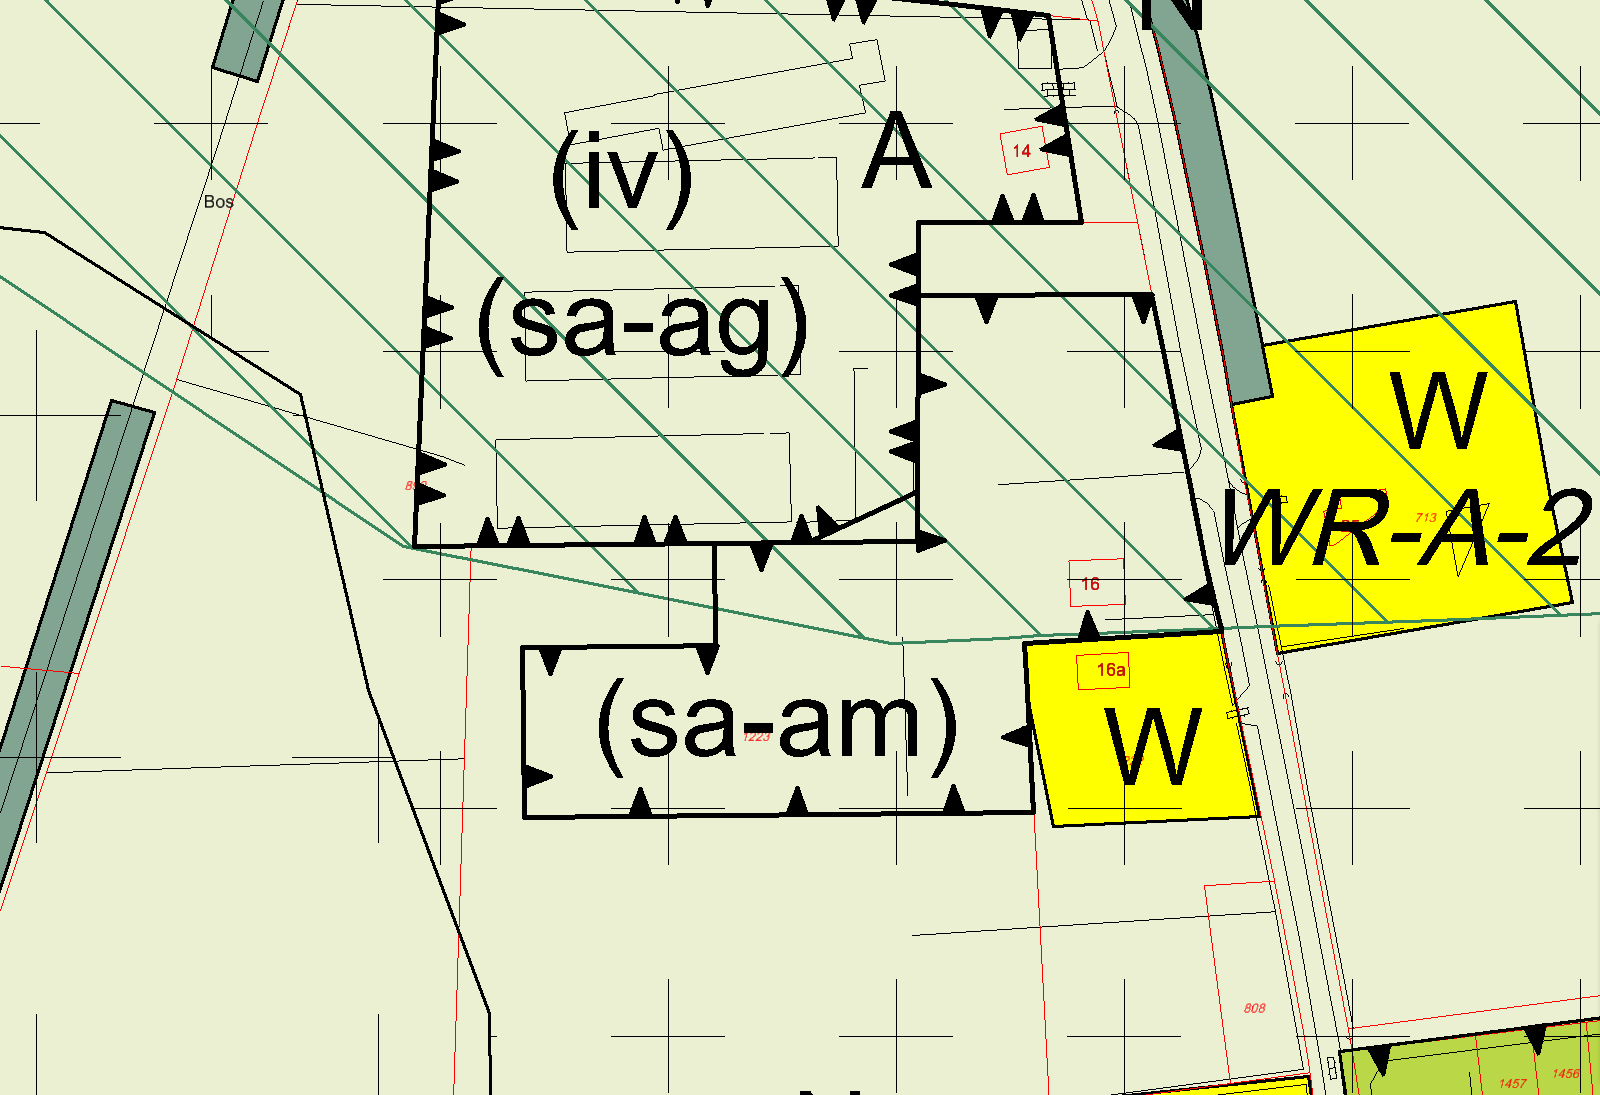 N
A
14
(iv)
Bos
(sa-ag)
W
WR-A-2
713
16
16a
(sa-am)
1223
W
808
1456
1457